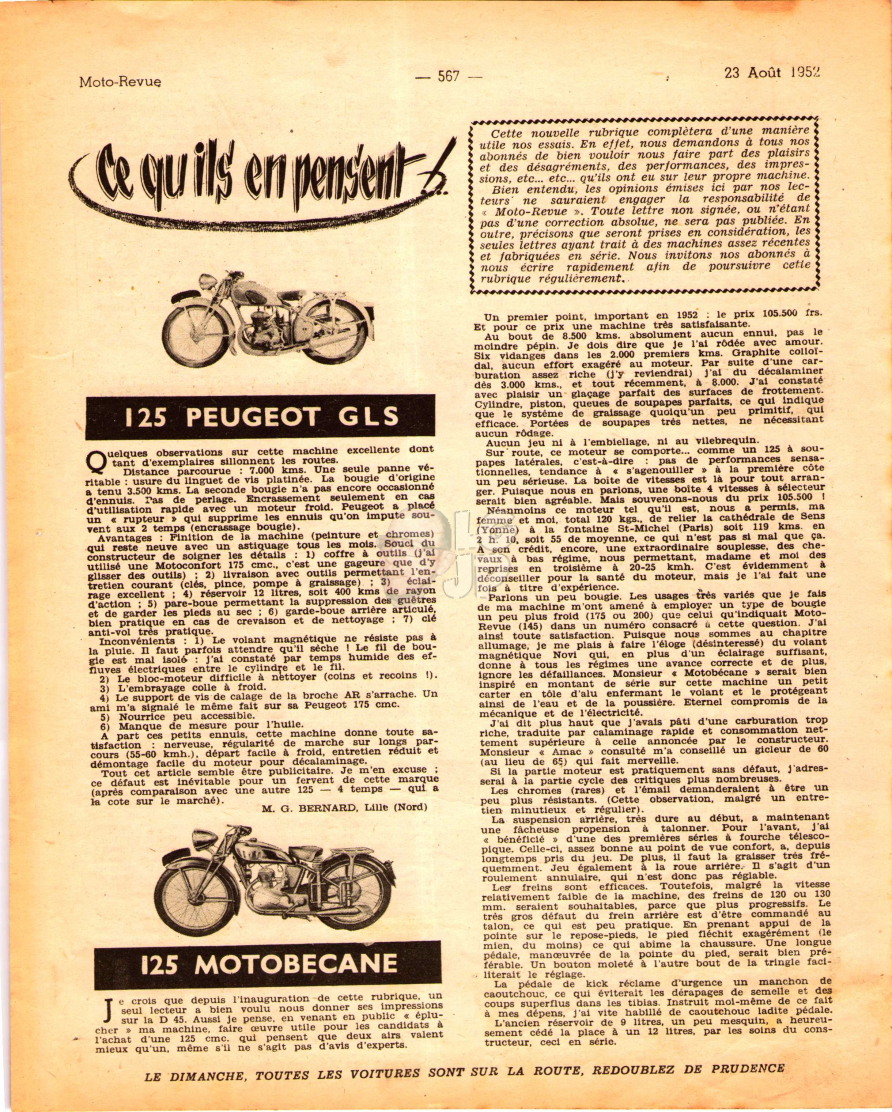 Moto-Revue
— 567 —
23 Août 1952
Ce qu'ils en pensent !..
Cette nouvelle rubrique complètera d'une manière
utile nos essais. En effet, nous demandons à tous nos
abonnés de bien vouloir nous faire part des plaisirs
et des désagréments, des performances, des impres-
sions, etc... etc... qu'ils ont eu sur leur propre machine.
Bien entendu, les opinions émises ici par nos lec-
teurs ne sauraient engager la responsabilité de
« Moto-Revue ». Toute lettre non signée, ou n'étant
pas d'une correction absolue, ne sera pas publiée. En
outre, précisons que seront prises en considération, les
seules lettres ayant trait à des machines assez récentes
et fabriquées en série. Nous invitons nos abonnés à
nous écrire rapidement afin de poursuivre cette
rubrique régulièrement.
125 PEUGEOT GLS
Quelques observations sur cette machine excellente dont
tant d'exemplaires sillonnent les routes.
Distance parcourue : 7.000 kms. Une seule panne vé-
ritable : usure du linguet de vis platinée. La bougie d'origine
a tenu 3.500 kms. La seconde bougie n'a pas encore occasionné
d'ennuis. Pas de perlage. Encrassement seulement en cas
d'utilisation rapide avec un moteur froid. Peugeot a placé
un « rupteur » qui supprime les ennuis qu'on impute sou-
vent aux 2 temps (encrassage bougie).
Avantages : Finition de la machine (peinture et chromes)
qui reste neuve avec un astiquage tous les mois. Souci du
constructeur de soigner les détails : 1) coffre à outils (j'ai
utilisé une Motoconfort 175 cmc., c'est une gageure que d'y
glisser des outils) ; 2) livraison avec outils permettant l'en-
tretien courant (clés, pince, pompe à graissage) ; 3) éclai-
rage excellent ; 4) réservoir 12 litres, soit 400 kms de rayon
d'action ; 5) pare-boue permettant la suppression des guêtres
et de garder les pieds au sec ; 6) garde-boue arrière articulé,
bien pratique en cas de crevaison et de nettoyage ; 7) clé
anti-vol très pratique.
Inconvénients : 1) Le volant magnétique ne résiste pas à
la pluie. Il faut parfois attendre qu'il sèche ! Le fil de bou-
gie est mal isolé : j'ai constaté par temps humide des ef-
fluves électriques entre le cylindre et le fil.
2) Le bloc-moteur difficile à nettoyer (coins et recoins !).
3) L'embrayage colle à froid.
4) Le support de vis de calage de la broche AR s'arrache. Un
ami m'a signalé le même fait sur sa Peugeot 175 cmc.
5) Nourrice peu accessible.
6) Manque de mesure pour l'huile.
A part ces petits ennuis, cette machine donne toute sa-
tisfaction : nerveuse, régularité de marche sur longs par-
cours (55-60 kmh.), départ facile à froid, entretien réduit et
démontage facile du moteur pour décalaminage.
Tout cet article semble être publicitaire. Je m'en excuse ;
ce défaut est inévitable pour un fervent de cette marque
(après comparaison avec une autre 125 — 4 temps — qui a
la cote sur le marché).
M. G. BERNARD, Lille (Nord)
125 MOTOBECANE
Je crois que depuis l'inauguration de cette rubrique, un
seul lecteur a bien voulu nous donner ses impressions
sur la D 45. Aussi je pense, en venant en public « éplu-
cher » ma machine, faire œuvre utile pour les candidats à
l'achat d'une 125 cmc. qui pensent que deux airs valent
mieux qu'un, même s'il ne s'agit pas d'avis d'experts.
Un premier point, important en 1952 : le prix 105.500 frs.
Et pour ce prix une machine très satisfaisante.
Au bout de 8.500 kms. absolument aucun ennui, pas le
moindre pépin. Je dois dire que je l'ai rôdée avec amour.
Six vidanges dans les 2.000 premiers kms. Graphite colloï-
dal, aucun effort exagéré au moteur. Par suite d'une car-
buration assez riche (j'y reviendrai) j'ai du décalaminer
dès 3.000 kms., et tout récemment, à 8.000. J'ai constaté
avec plaisir un glaçage parfait des surfaces de frottement.
Cylindre, piston, queues de soupapes parfaits, ce qui indique
que le système de graissage quoiqu'un peu primitif, qui
efficace. Portées de soupapes très nettes, ne nécessitant
aucun rôdage.
Aucun jeu ni à l'embiellage, ni au vilebrequin.
Sur route, ce moteur se comporte... comme un 125 à sou-
papes latérales, c'est-à-dire : pas de performances sensa-
tionnelles, tendance à « s'agenouiller » à la première côte
un peu sérieuse. La boîte de vitesses est là pour tout arran-
ger. Puisque nous en parlons, une boite 4 vitesses à sélecteur
serait bien agréable. Mais souvenons-nous du prix 105.500 !
Néanmoins ce moteur tel qu'il est, nous a permis, ma
femme et moi, total 120 kgs., de relier la cathédrale de Sens
(Yonne) à la fontaine St-Michel (Paris) soit 119 kms. en
2 h. 10, soit 55 de moyenne, ce qui n'est pas si mal que ça.
A son crédit, encore, une extraordinaire souplesse, des che-
vaux à bas régime, nous permettant, madame et moi des
reprises en troisième à 20-25 kmh. C'est évidemment à
déconseiller pour la santé du moteur, mais je l'ai fait une
fois à titre d'expérience.
Parlons un peu bougie. Les usages très variés que je fais
de ma machine m'ont amené à employer un type de bougie
un peu plus froid (175 ou 200) que celui qu'indiquait Moto-
Revue (145) dans un numéro consacré à cette question. J'ai
ainsi toute satisfaction. Puisque nous sommes au chapitre
allumage, je me plais à faire l'éloge (désinteressé) du volant
magnétique Novi qui, en plus d'un éclairage suffisant,
donne à tous les régimes une avance correcte et de plus,
ignore les défaillances. Monsieur « Motobécane » serait bien
inspiré en montant de série sur cette machine un petit
carter en tôle d'alu enfermant le volant et le protégeant
ainsi de l'eau et de la poussière. Eternel compromis de la
mécanique et de l'électricité.
J'ai dit plus haut que j'avais pâti d'une carburation trop
riche, traduite par calaminage rapide et consommation net-
tement supérieure à celle annoncée par le constructeur.
Monsieur « Amac » consulté m'a conseillé un gicleur de 60
(au lieu de 65) qui fait merveille.
Si la partie moteur est pratiquement sans défaut, j'adres-
serai à la partie cycle des critiques plus nombreuses.
Les chromes (rares) et l'émail demanderaient à être un
peu plus résistants. (Cette observation, malgré un entre-
tien minutieux et régulier).
La suspension arrière, très dure au début, a maintenant
une fâcheuse propension à talonner. Pour l'avant, j'ai
« bénéficié » d'une des premières séries à fourche télesco-
pique. Celle-ci, assez bonne au point de vue confort, a, depuis
longtemps pris du jeu. De plus, il faut la graisser très fré-
quemment. Jeu également à la roue arrière. Il s'agit d'un
roulement annulaire, qui n'est donc pas réglable.
Les freins sont efficaces. Toutefois, malgré la vitesse
relativement faible de la machine, des freins de 120 ou 130
mm. seraient souhaitables, parce que plus progressifs. Le
très gros défaut du frein arrière est d'être commandé au
talon, ce qui est peu pratique. En prenant appui de la
pointe sur le repose-pieds, le pied fléchit exagérément (le
mien, du moins) ce qui abime la chaussure. Une longue
pédale, manœuvrée de la pointe du pied, serait bien pré-
férable. Un bouton moleté à l'autre bout de la tringle faci-
literait le réglage.
La pédale de kick réclame d'urgence un manchon de
caoutchouc, ce qui éviterait les dérapages de semelle et des
coups superflus dans les tibias. Instruit moi-même de ce fait
à mes dépens, j'ai vite habillé de caoutchouc ladite pédale.
L'ancien réservoir de 9 litres, un peu mesquin, a heureu-
sement cédé la place à un 12 litres, par les soins du cons-
tructeur, ceci en série.
LE DIMANCHE, TOUTES LES VOITURES SONT SUR LA ROUTE, REDOUBLEZ DE PRUDENCE